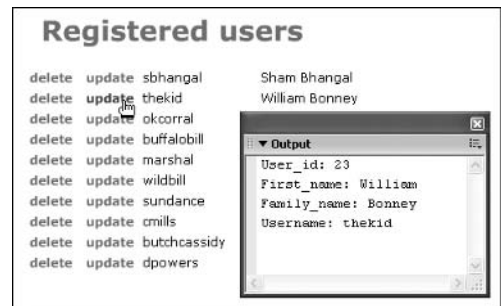 Registered users
delete update sbhangal Sham Bhangal
delete update thekid William Bonney
delete update okcorral
delete update buffalobill
delete update marshal
delete update wildbill
delete update sundance
delete update cmills
delete update butchcassidy
delete update dpowers
Output
User_id: 23
First_name: William
Family_name: Bonney
Username: thekid